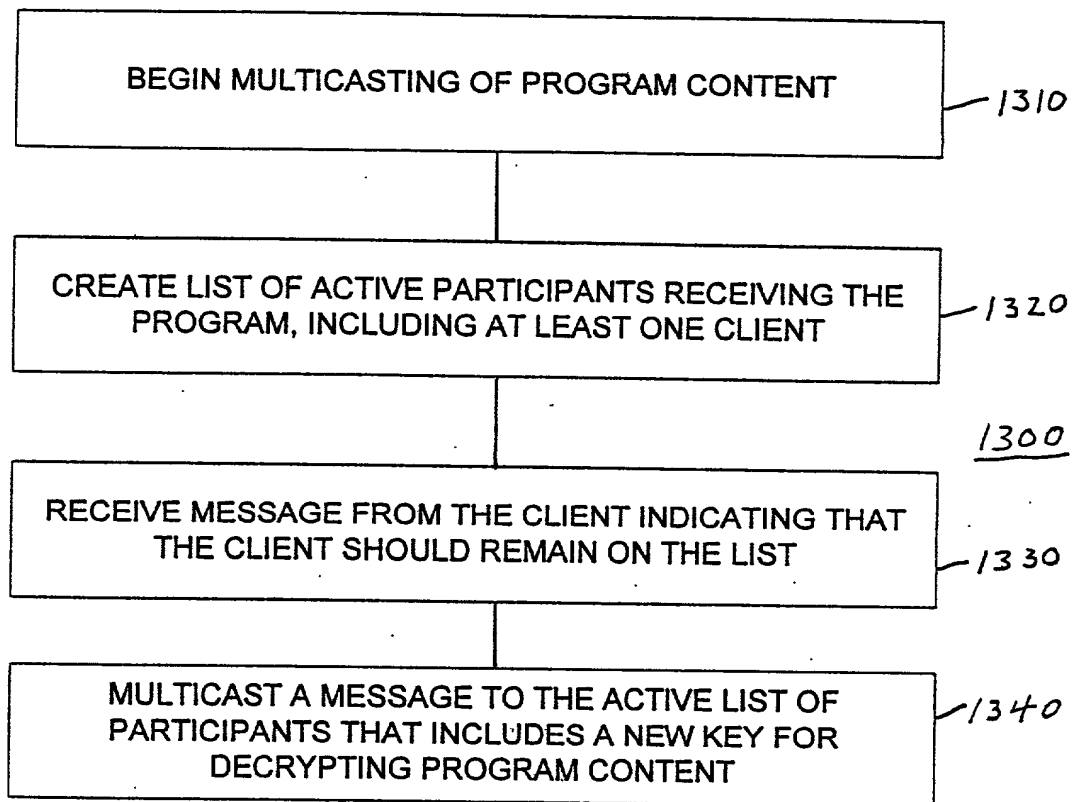 BEGIN MULTICASTING OF PROGRAM CONTENT
1310
CREATE LIST OF ACTIVE PARTICIPANTS RECEIVING THE
PROGRAM, INCLUDING AT LEAST ONE CLIENT
1320
1300
RECEIVE MESSAGE FROM THE CLIENT INDICATING THAT
THE CLIENT SHOULD REMAIN ON THE LIST
1330
MULTICAST A MESSAGE TO THE ACTIVE LIST OF
PARTICIPANTS THAT INCLUDES A NEW KEY FOR
DECRYPTING PROGRAM CONTENT
1340